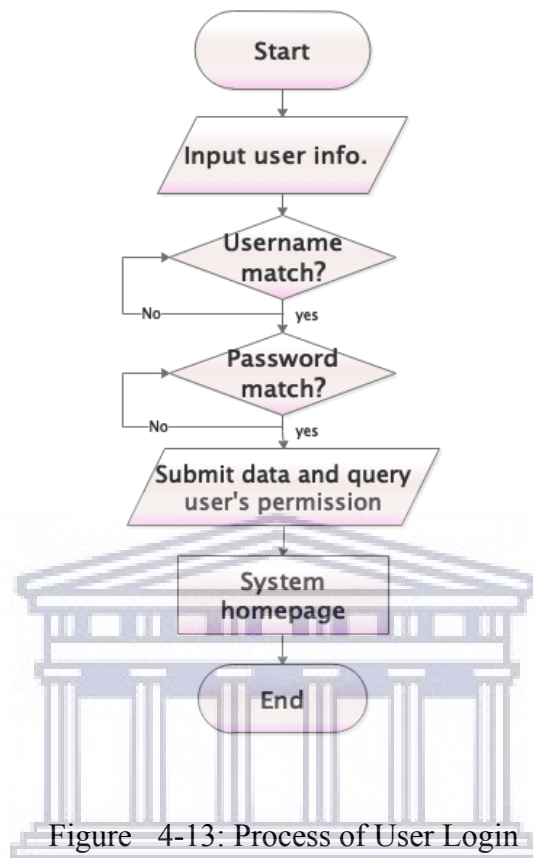 Start
Input user info.
Username
match?
No
yes
Password
match?
No
yes
Submit data and query
user's permission
System
homepage
End
Figure 4-13: Process of User Login